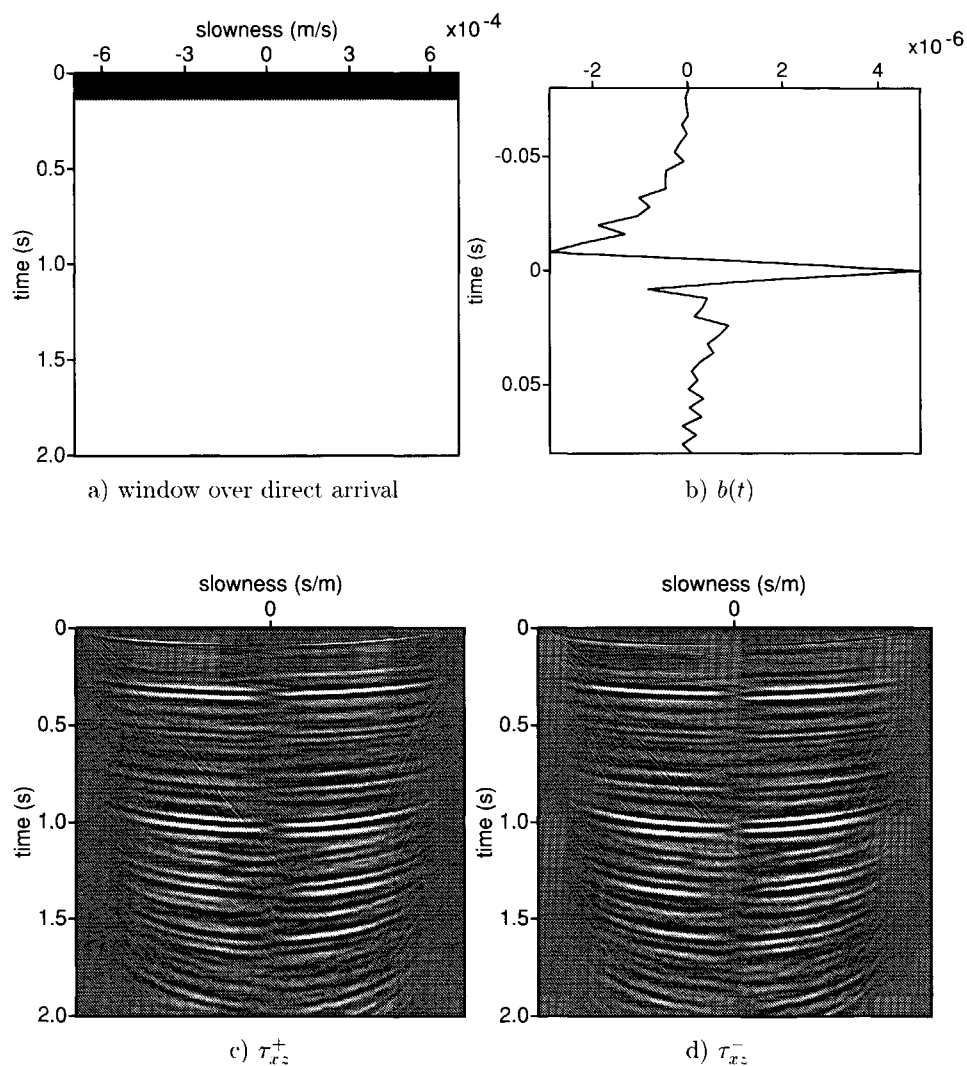 slowness (m/s) x10-4
-6 -3 0 3 6
0
0.5
1.0
1.5
2.0
time (s)
a) window over direct arrival
x10-6
-2 0 2 4
-0.05
0
0.05
time (s)
b) b(t)
slowness (s/m)
0
0
0.5
1.0
1.5
2.0
time (s)
c) τ+xz
slowness (s/m)
0
0
0.5
1.0
1.5
2.0
time (s)
d) τ−xz